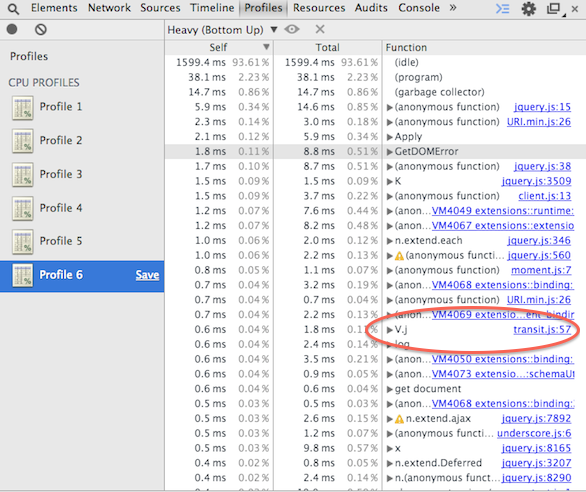 Elements Network Sources Timeline Profiles Resources Audits Console »
Heavy (Bottom Up) ▼
Profiles
CPU PROFILES
Profile 1
Profile 2
Profile 3
Profile 4
Profile 5
Profile 6 Save
Self ▼ Total Function
1599.4 ms 93.61% 1599.4 ms 93.61% (idle)
38.1 ms 2.23% 38.1 ms 2.23% (program)
14.7 ms 0.86% 14.7 ms 0.86% (garbage collector)
5.9 ms 0.34% 14.6 ms 0.85% ▶(anonymous function) jquery.js:15
2.3 ms 0.14% 3.0 ms 0.18% ▶(anonymous function) URI.min.js:26
2.1 ms 0.12% 5.9 ms 0.34% ▶Apply
1.8 ms 0.11% 8.8 ms 0.51% ▶GetDOMError
1.7 ms 0.10% 8.7 ms 0.51% ▶(anonymous function) jquery.js:38
1.5 ms 0.09% 1.5 ms 0.09% ▶K jquery.js:3509
1.5 ms 0.09% 3.7 ms 0.22% ▶(anonymous function) client.js:13
1.2 ms 0.07% 7.6 ms 0.44% ▶(anon…VM4049 extensions::runtime:
1.2 ms 0.07% 8.2 ms 0.48% ▶(anon…VM4067 extensions::extensio
1.0 ms 0.06% 2.0 ms 0.12% ▶n.extend.each jquery.js:346
1.0 ms 0.06% 2.2 ms 0.13% ▶(anonymous functi… jquery.js:560
0.8 ms 0.05% 1.1 ms 0.07% ▶(anonymous function) moment.js:7
0.7 ms 0.04% 3.2 ms 0.19% ▶(anon…VM4068 extensions::binding:
0.7 ms 0.04% 0.7 ms 0.04% ▶(anonymous function) URI.min.js:26
0.7 ms 0.04% 2.2 ms 0.13% ▶(anon…VM4069 extensio…ent-bindin
0.6 ms 0.04% 1.8 ms 0.11% ▶V.j transit.js:57
0.6 ms 0.04% 2.4 ms 0.14% ▶log
0.6 ms 0.04% 3.5 ms 0.21% ▶(anon…VM4050 extensions::binding:
0.6 ms 0.04% 0.9 ms 0.05% ▶(anon…VM4073 extensio…:schemaUt
0.6 ms 0.03% 0.6 ms 0.03% ▶get document
0.5 ms 0.03% 0.6 ms 0.04% ▶(anon…VM4068 extensions::binding:
0.5 ms 0.03% 2.6 ms 0.15% ▶n.extend.ajax jquery.js:7892
0.5 ms 0.03% 1.2 ms 0.07% ▶(anonymous functi… underscore.js:6
0.5 ms 0.03% 9.8 ms 0.57% ▶x jquery.js:8165
0.4 ms 0.02% 0.8 ms 0.05% ▶n.extend.Deferred jquery.js:3207
0.4 ms 0.02% 2.4 ms 0.14% ▶(anonymous function) jquery.js:8290